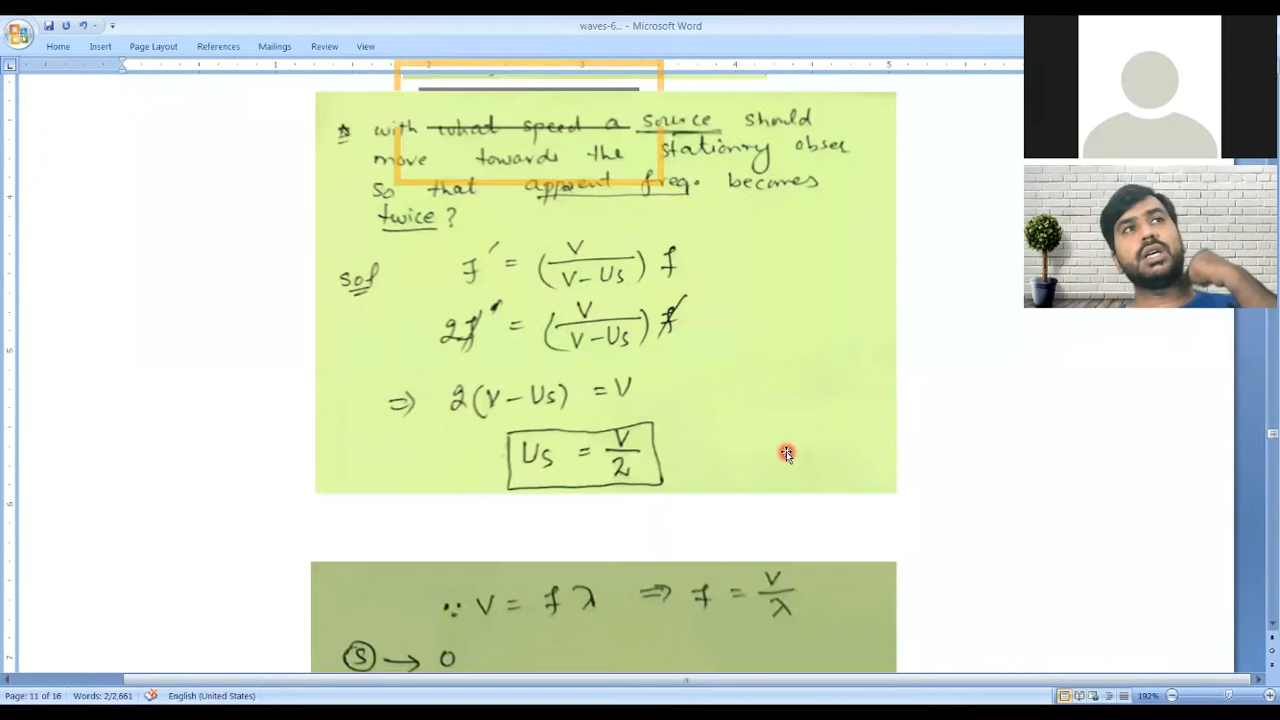 waves-6... - Microsoft Word
Home Insert Page Layout References Mailings Review View
with what speed a source should
move towards the stationry obser
so that apparent freq. becomes
twice ?
sol f' = (V / (V - Us)) f
2f = (V / (V - Us)) f
⇒ 2(V - Us) = V
Us = V/2
∵ V = f λ ⇒ f = V/λ
S → O
Page: 11 of 16 Words: 2/2,661 English (United States) 192%